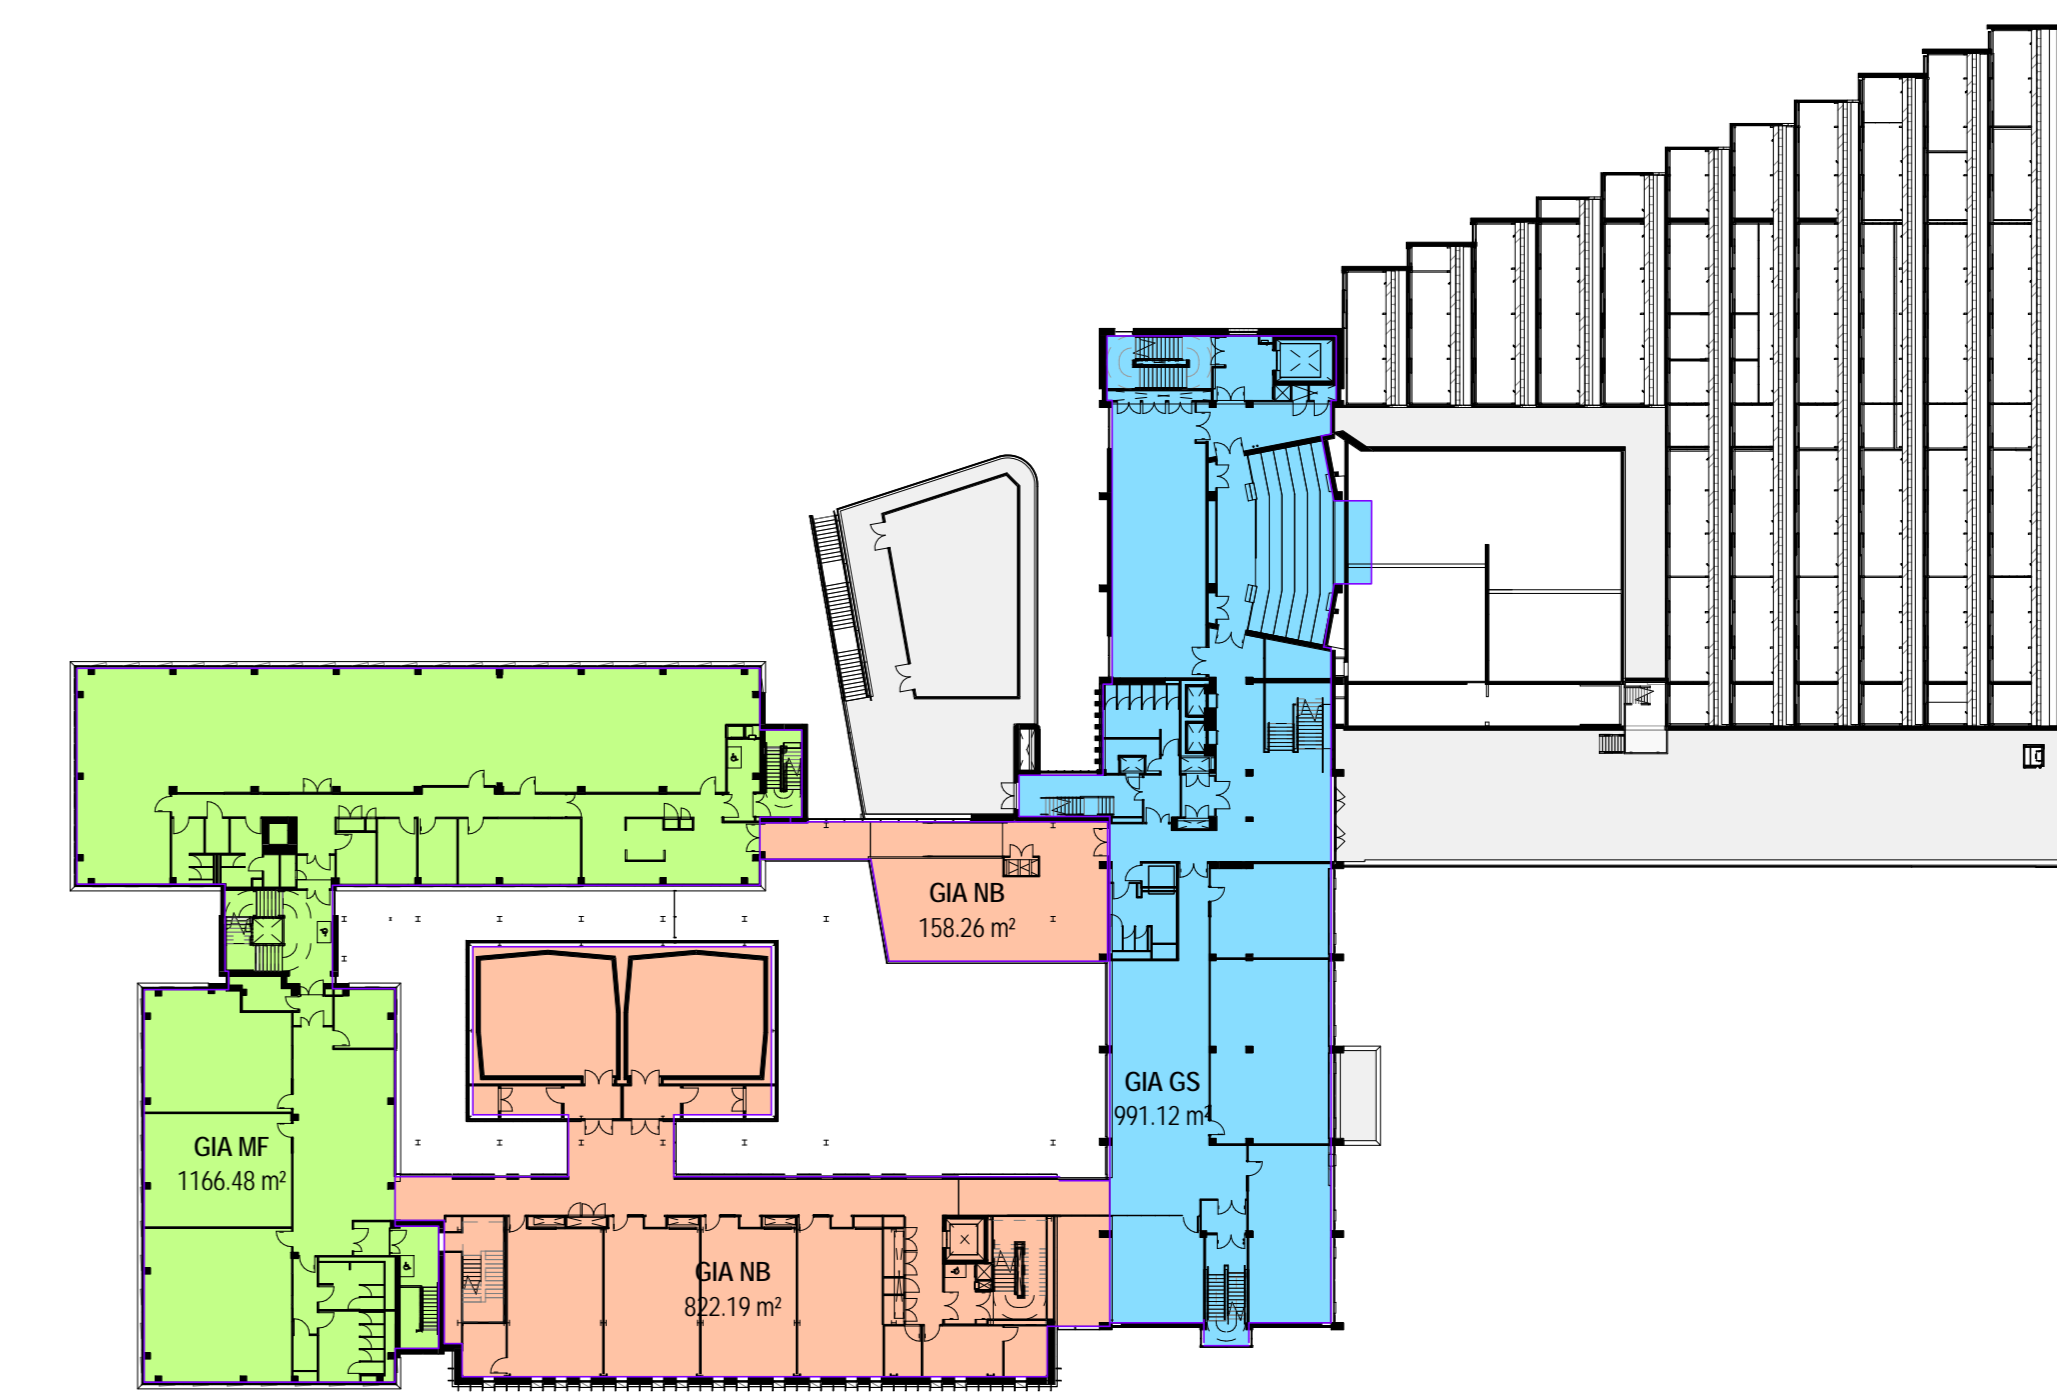 GIA NB
158.26 m²
GIA GS
991.12 m²
GIA MF
1166.48 m²
GIA NB
822.19 m²